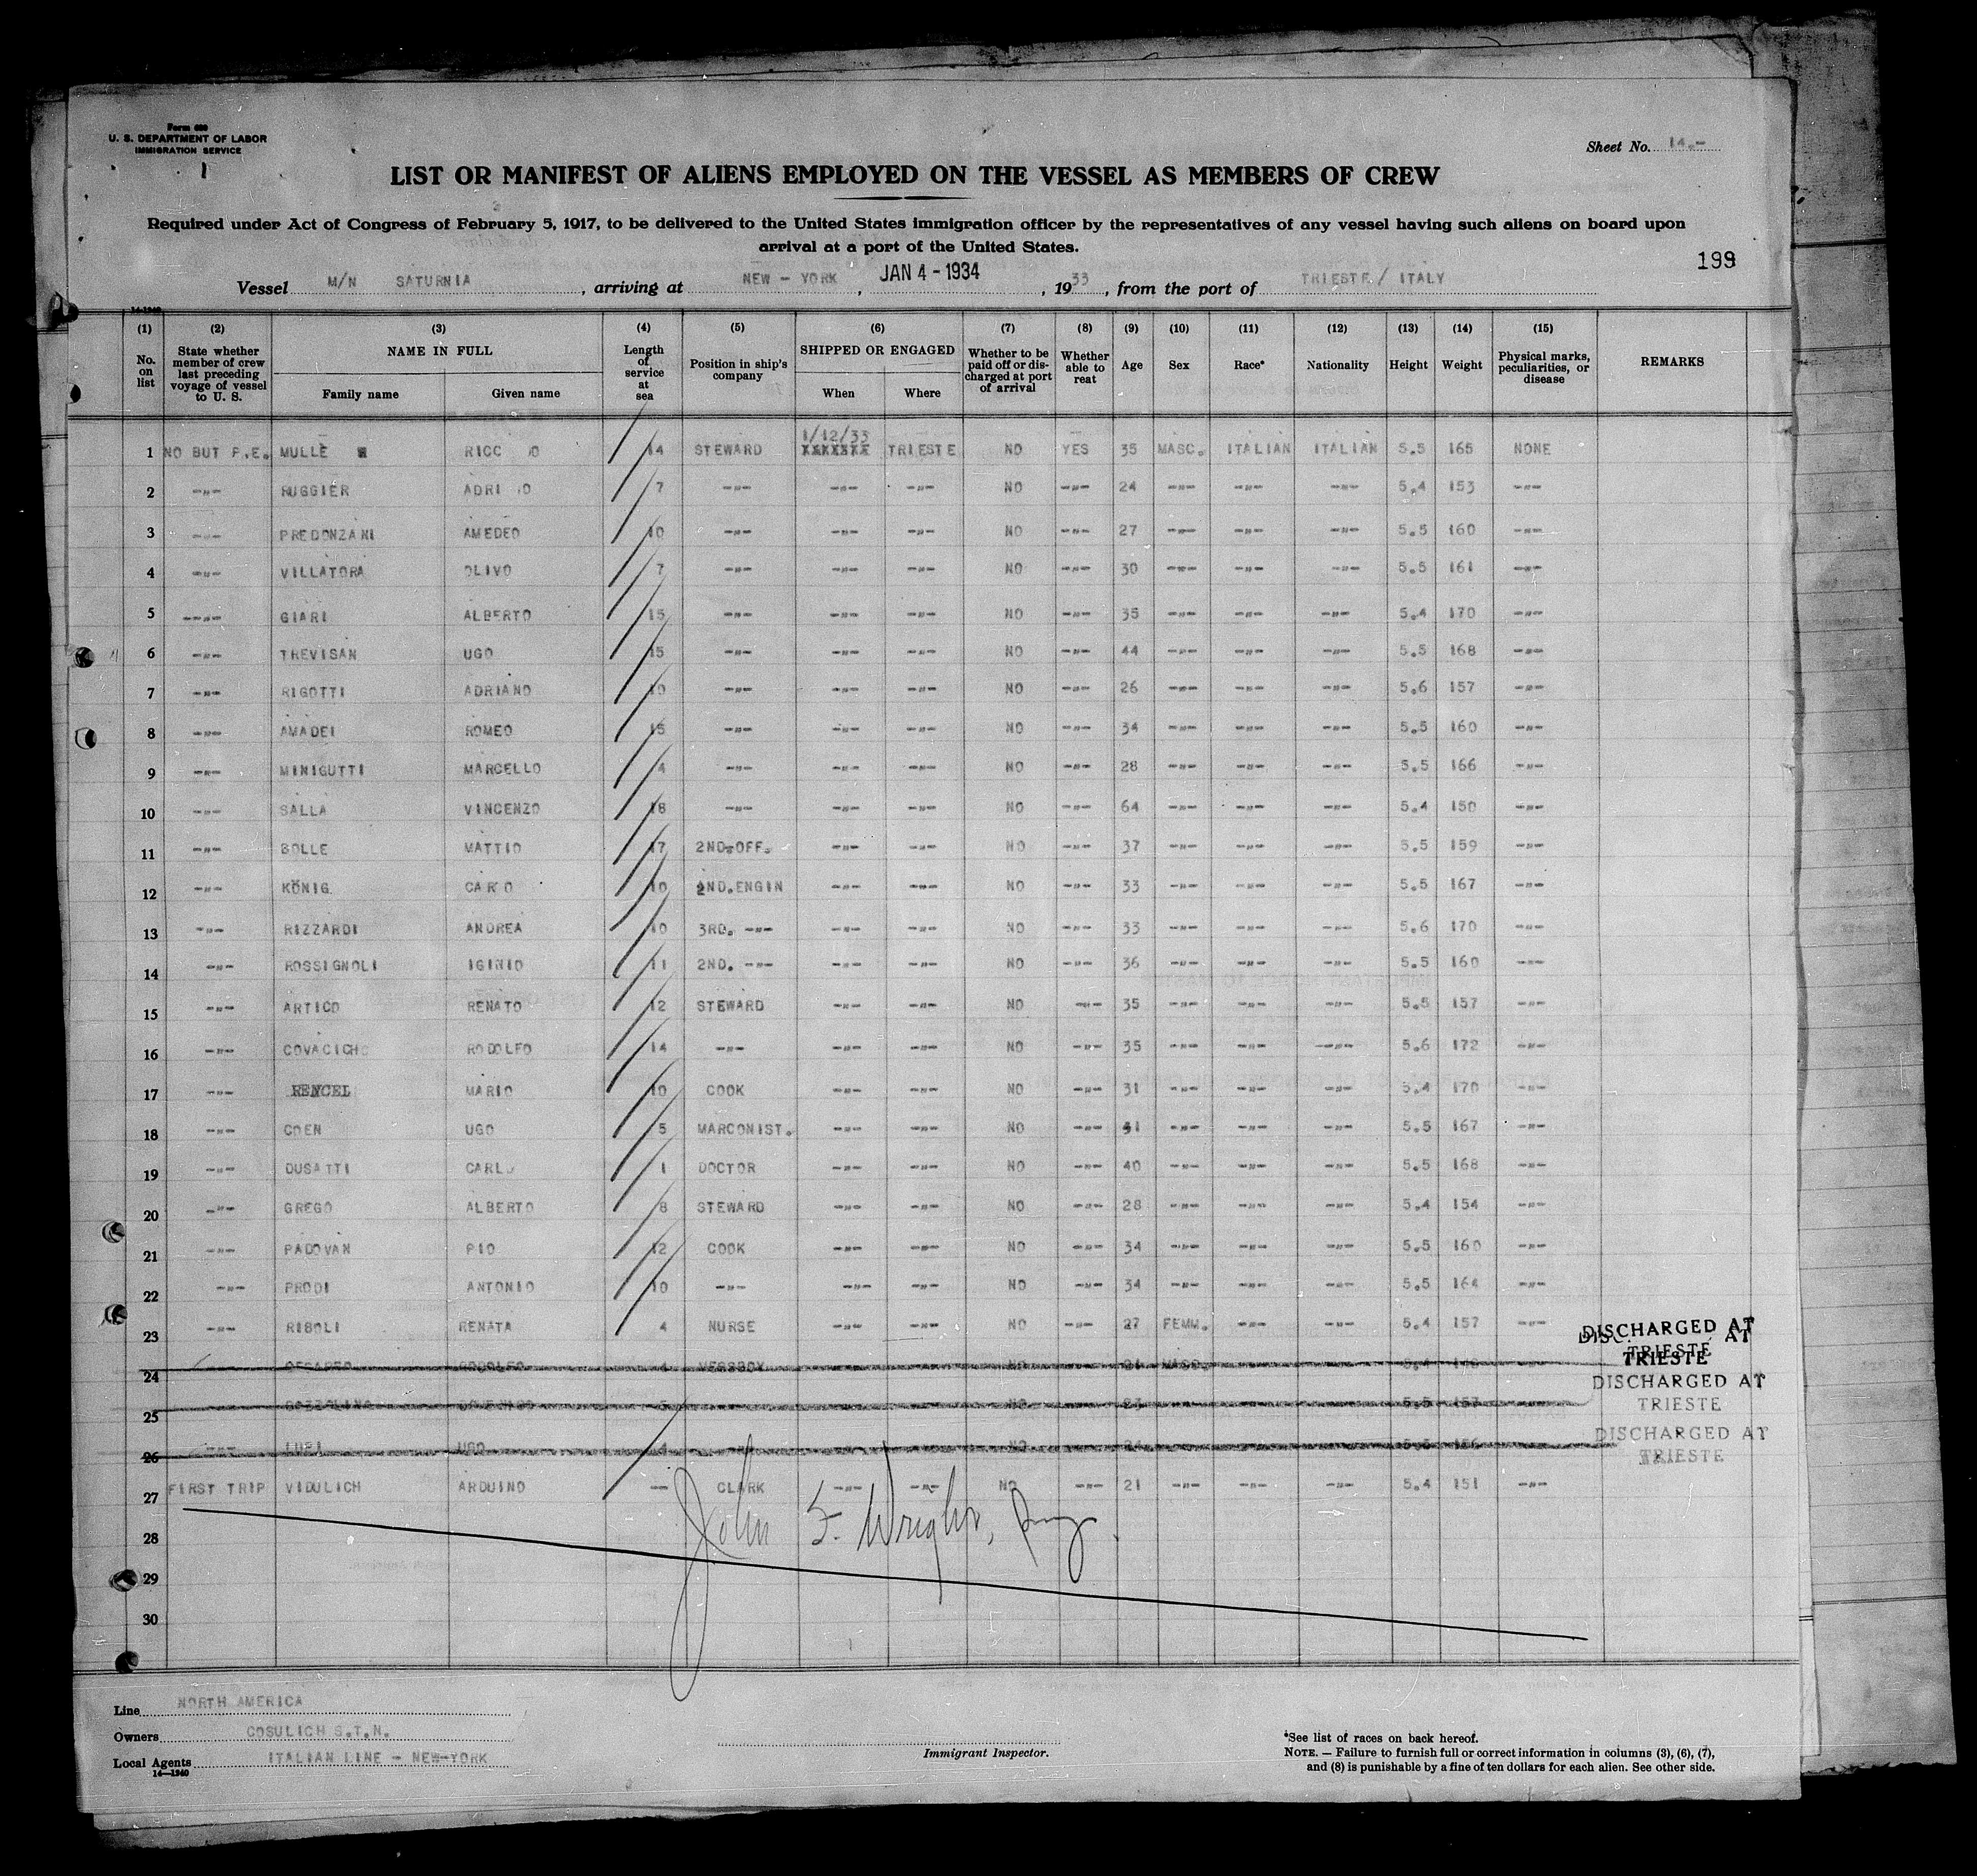 Form 680
U. S. DEPARTMENT OF LABOR
IMMIGRATION SERVICE
Sheet No. 14.-
LIST OR MANIFEST OF ALIENS EMPLOYED ON THE VESSEL AS MEMBERS OF CREW
Required under Act of Congress of February 5, 1917, to be delivered to the United States immigration officer by the representatives of any vessel having such aliens on board upon
arrival at a port of the United States.
199
Vessel M/N SATURNIA, arriving at NEW - YORK, JAN 4 - 1934, 1933, from the port of TRIESTE / ITALY
14-1240
(1) (2) (3) (4) (5) (6) (7) (8) (9) (10) (11) (12) (13) (14) (15)
No. on list
State whether member of crew last preceding voyage of vessel to U. S.
NAME IN FULL
Family name Given name
Length of service at sea
Position in ship's company
SHIPPED OR ENGAGED
When Where
Whether to be paid off or discharged at port of arrival
Whether able to read
Age Sex Race* Nationality Height Weight
Physical marks, peculiarities, or disease
REMARKS
1 NO BUT P.E. MULLE RICC O 14 STEWARD 1/12/33 XXXXXXX TRIESTE NO YES 35 MASC. ITALIAN ITALIAN 5.5 165 NONE
2 -"- RUGGIER ADRI O 7 -"- -"- -"- NO -"- 24 -"- -"- -"- 5.4 153 -"-
3 -"- PREDONZANI AMEDEO 10 -"- -"- -"- NO -"- 27 -"- -"- -"- 5.5 160 -"-
4 -"- VILLATORA OLIVO 7 -"- -"- -"- NO -"- 30 -"- -"- -"- 5.5 161 -"-
5 -"- GIARI ALBERTO 15 -"- -"- -"- NO -"- 35 -"- -"- -"- 5.4 170 -"-
6 -"- TREVISAN UGO 15 -"- -"- -"- NO -"- 44 -"- -"- -"- 5.5 168 -"-
7 -"- RIGOTTI ADRIANO 10 -"- -"- -"- NO -"- 26 -"- -"- -"- 5.6 157 -"-
8 -"- AMADEI ROMEO 15 -"- -"- -"- NO -"- 34 -"- -"- -"- 5.5 160 -"-
9 -"- MINIGUTTI MARCELLO 4 -"- -"- -"- NO -"- 28 -"- -"- -"- 5.5 166 -"-
10 -"- SALLA VINCENZO 18 -"- -"- -"- NO -"- 64 -"- -"- -"- 5.4 150 -"-
11 -"- BOLLE MATTIO 17 2ND.OFF. -"- -"- NO -"- 37 -"- -"- -"- 5.5 159 -"-
12 -"- KÖNIG CARO 10 2ND.ENGIN -"- -"- NO -"- 33 -"- -"- -"- 5.5 167 -"-
13 -"- RIZZARDI ANDREA 10 3RD. -"- -"- -"- NO -"- 33 -"- -"- -"- 5.6 170 -"-
14 -"- ROSSIGNOLI IGINIO 11 2ND. -"- -"- -"- NO -"- 36 -"- -"- -"- 5.5 160 -"-
15 -"- ARTICO RENATO 12 STEWARD -"- -"- NO -"- 35 -"- -"- -"- 5.5 157 -"-
16 -"- COVACICH RODOLFO 14 -"- -"- -"- NO -"- 35 -"- -"- -"- 5.6 172 -"-
17 -"- MARIO 10 COOK -"- -"- NO -"- 31 -"- -"- -"- 5.4 170 -"-
18 -"- COEN UGO 5 MARCONIST. -"- -"- NO -"- -"- -"- -"- 5.5 167 -"-
19 -"- DUSATTI CARLO 1 DOCTOR -"- -"- NO -"- 40 -"- -"- -"- 5.5 168 -"-
20 -"- GREGO ALBERTO 8 STEWARD -"- -"- NO -"- 28 -"- -"- -"- 5.4 154 -"-
21 -"- PADOVAN PIO 12 COOK -"- -"- NO -"- 34 -"- -"- -"- 5.5 160 -"-
22 -"- PRODI ANTONIO 10 -"- -"- -"- NO -"- 34 -"- -"- -"- 5.5 164 -"-
23 -"- RIBOLI RENATA 4 NURSE -"- -"- NO -"- 27 FEMM. -"- -"- 5.4 157 -"-
DISCHARGED AT TRIESTE
24
DISCHARGED AT TRIESTE
25
DISCHARGED AT TRIESTE
26 UGO
27 FIRST TRIP VIDULICH ARDUINO -- CLARK -"- -"- NO -"- 21 -"- -"- -"- 5.4 151 -"-
John F. Wright,
28
29
30
Line NORTH AMERICA
Owners COSULICH S.T.N.
Local Agents ITALIAN LINE - NEW-YORK
14-1240
Immigrant Inspector.
*See list of races on back hereof.
NOTE. — Failure to furnish full or correct information in columns (3), (6), (7),
and (8) is punishable by a fine of ten dollars for each alien. See other side.